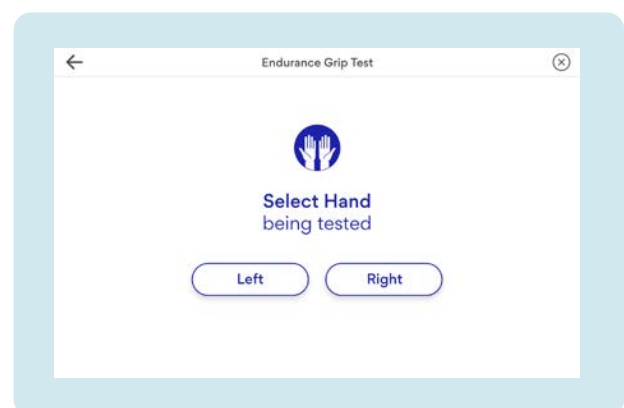 Endurance Grip Test
Select Hand
being tested
Left
Right